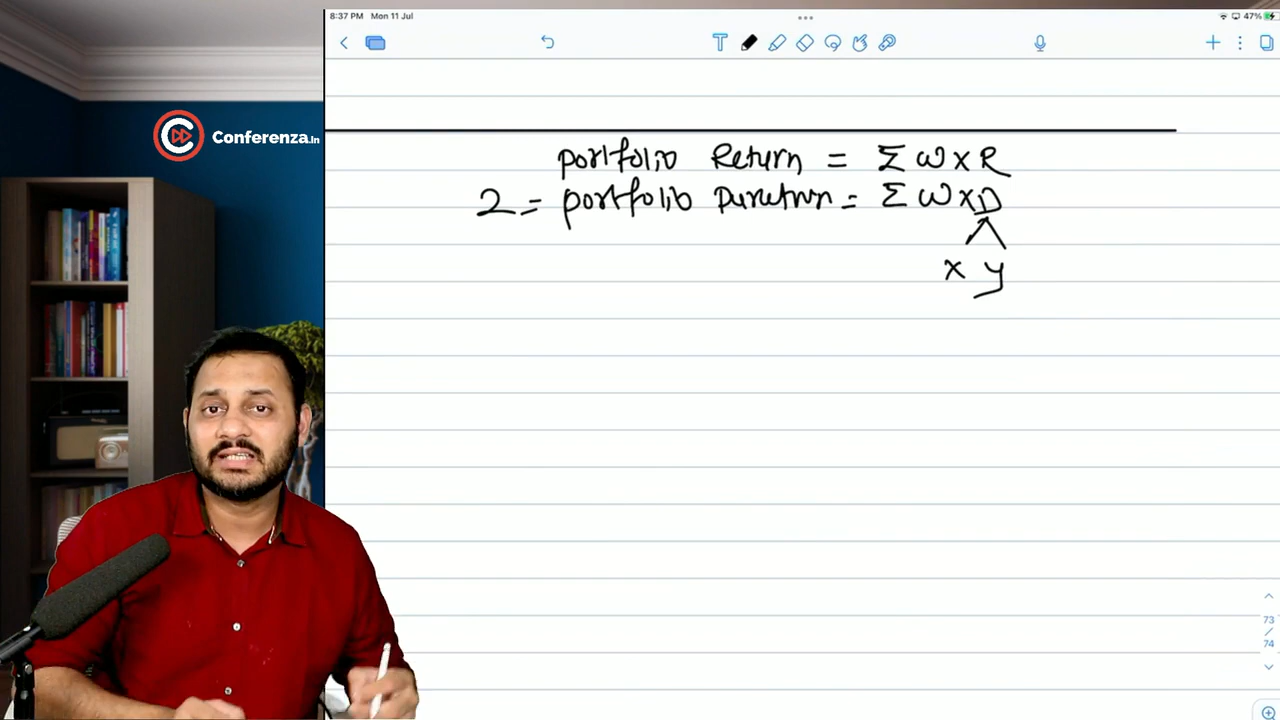 8:37 PM Mon 11 Jul
47%
T
Conferenza.in
portfolio Return = Σ W x R
2 = portfolio Duration = Σ W x D
x y
73
/
74